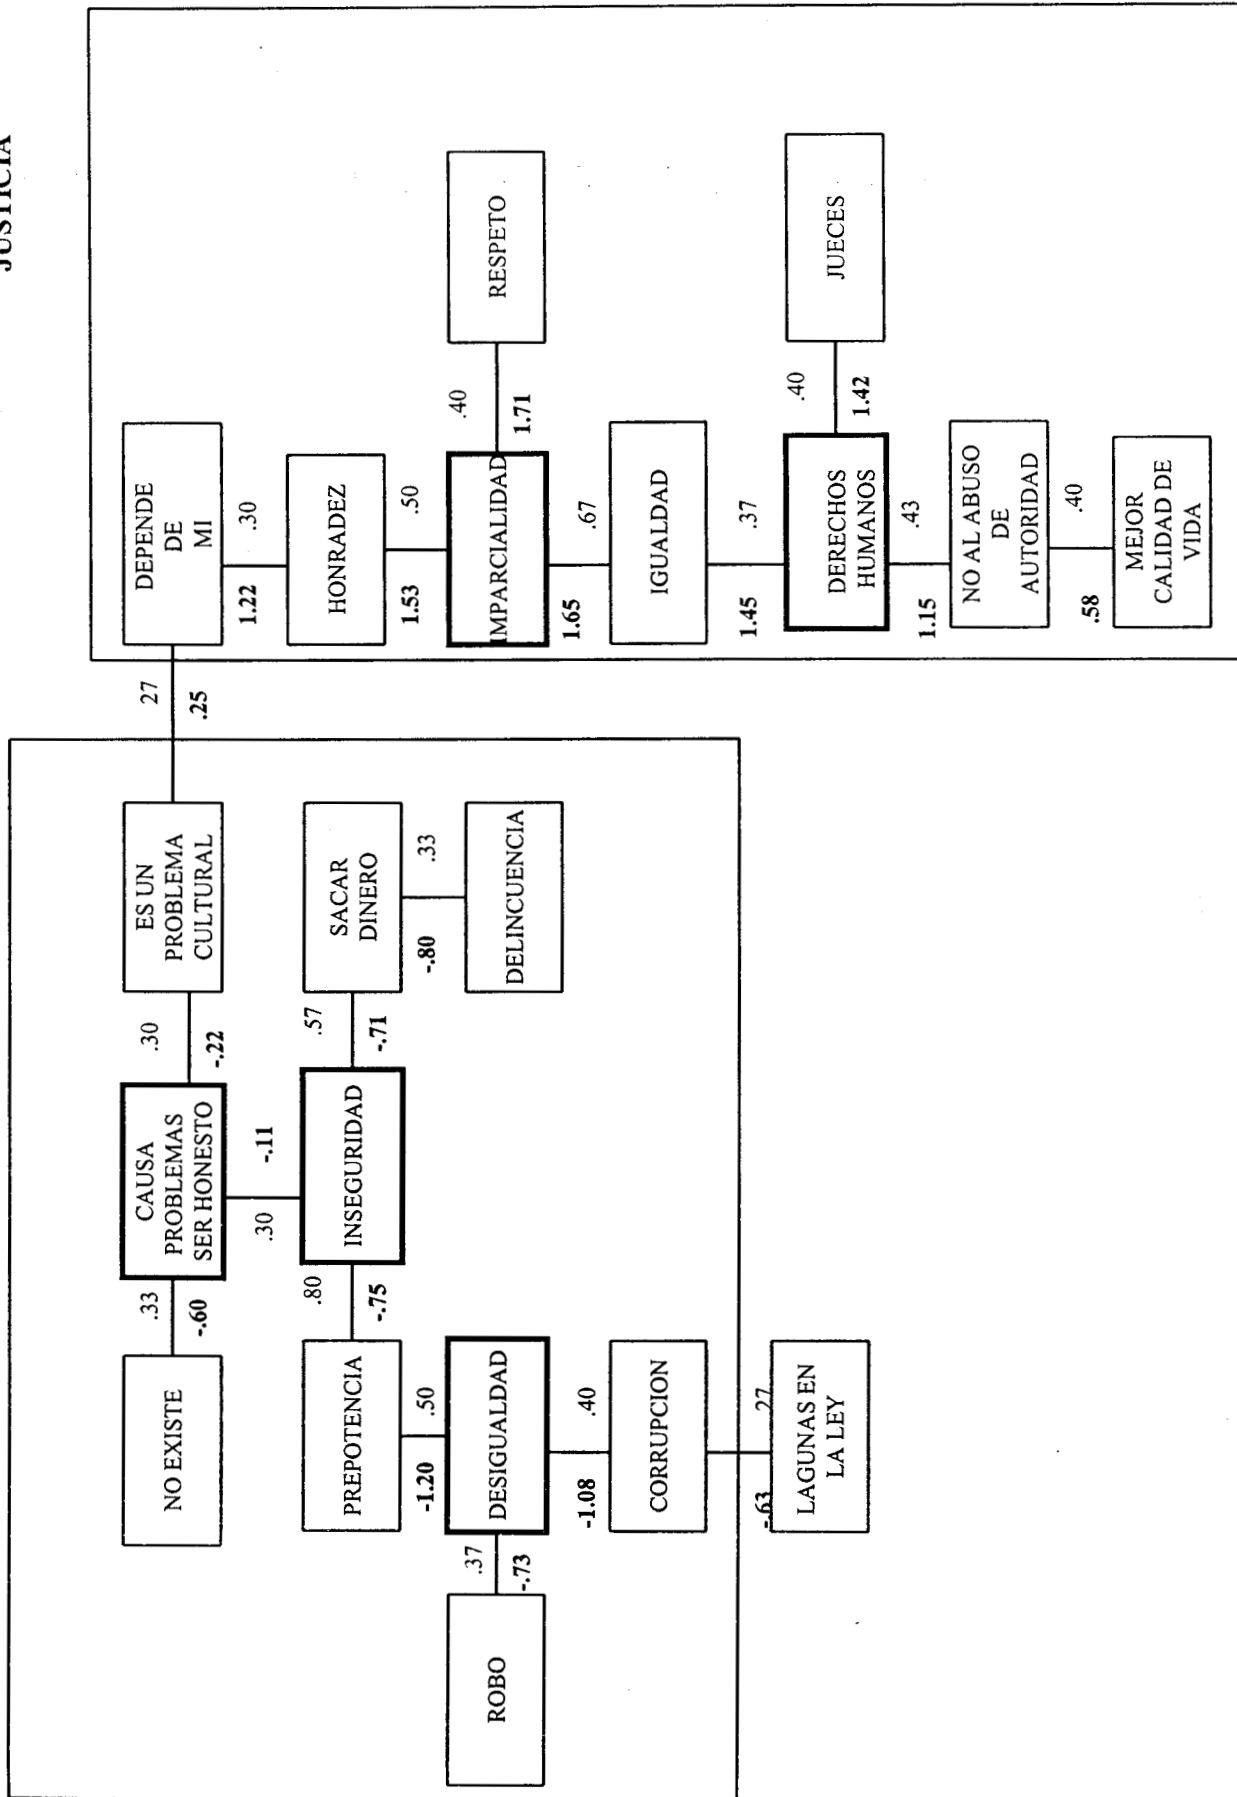 JUSTICIA
NO EXISTE
.33
-.60
CAUSA
PROBLEMAS
SER HONESTO
.30
-.22
ES UN
PROBLEMA
CULTURAL
.27
.25
DEPENDE
DE
MI
.30
-.11
1.22
.30
HONRADEZ
PREPOTENCIA
.80
-.75
INSEGURIDAD
.57
-.71
SACAR
DINERO
-1.20
.50
-.80
.33
1.53
.50
ROBO
.37
-.73
DESIGUALDAD
DELINCUENCIA
IMPARCIALIDAD
.40
1.71
RESPETO
-1.08
.40
1.65
.67
CORRUPCION
IGUALDAD
-.63
.27
1.45
.37
LAGUNAS EN
LA LEY
DERECHOS
HUMANOS
.40
1.42
JUECES
1.15
.43
NO AL ABUSO
DE
AUTORIDAD
.58
.40
MEJOR
CALIDAD DE
VIDA